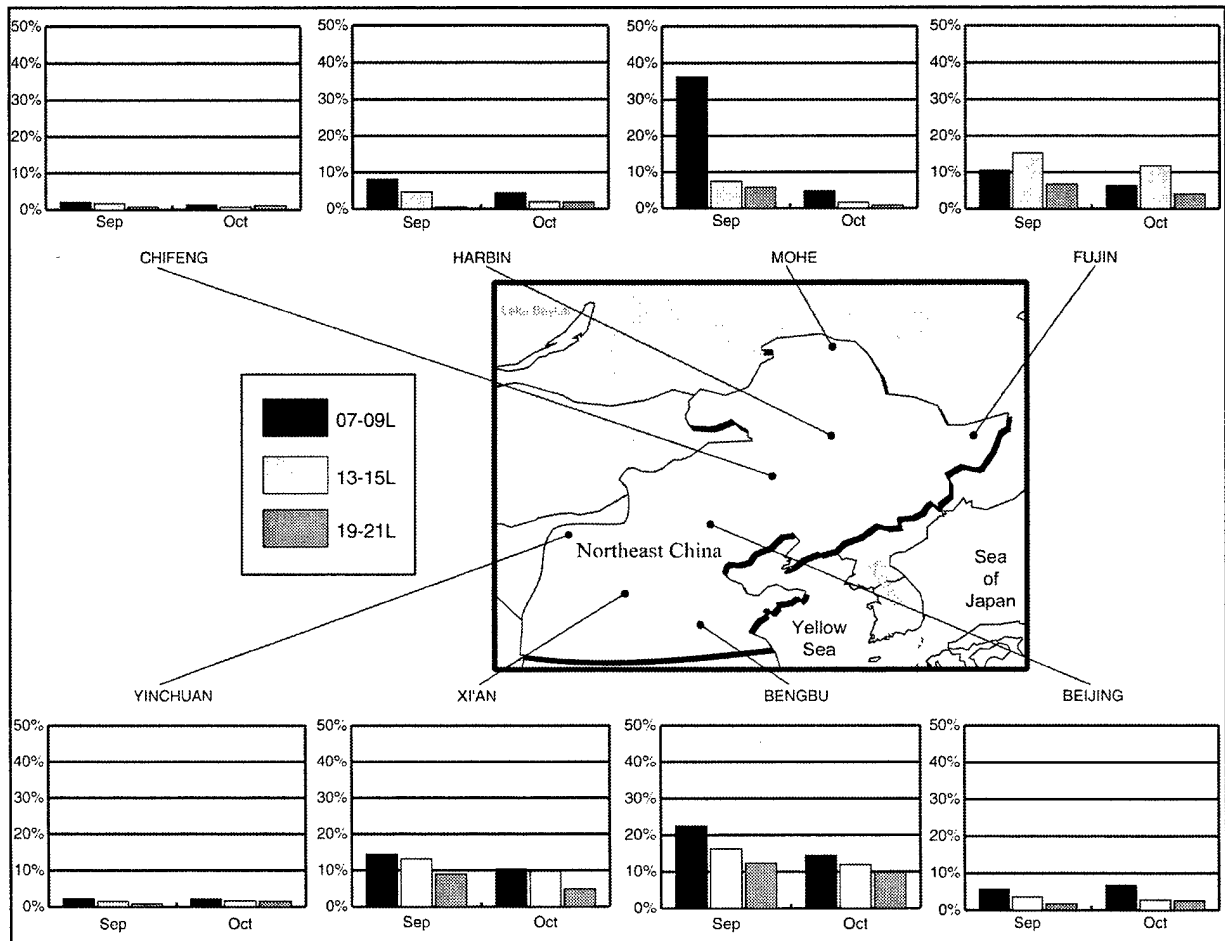 50% 50% 50% 50%
40% 40% 40% 40%
30% 30% 30% 30%
20% 20% 20% 20%
10% 10% 10% 10%
0% 0% 0% 0%
Sep Oct Sep Oct Sep Oct Sep Oct
CHIFENG HARBIN MOHE FUJIN
Lake Baykal
07-09L
13-15L
19-21L
Northeast China
Sea
of
Japan
Yellow
Sea
YINCHUAN XI'AN BENGBU BEIJING
50% 50% 50% 50%
40% 40% 40% 40%
30% 30% 30% 30%
20% 20% 20% 20%
10% 10% 10% 10%
0% 0% 0% 0%
Sep Oct Sep Oct Sep Oct Sep Oct